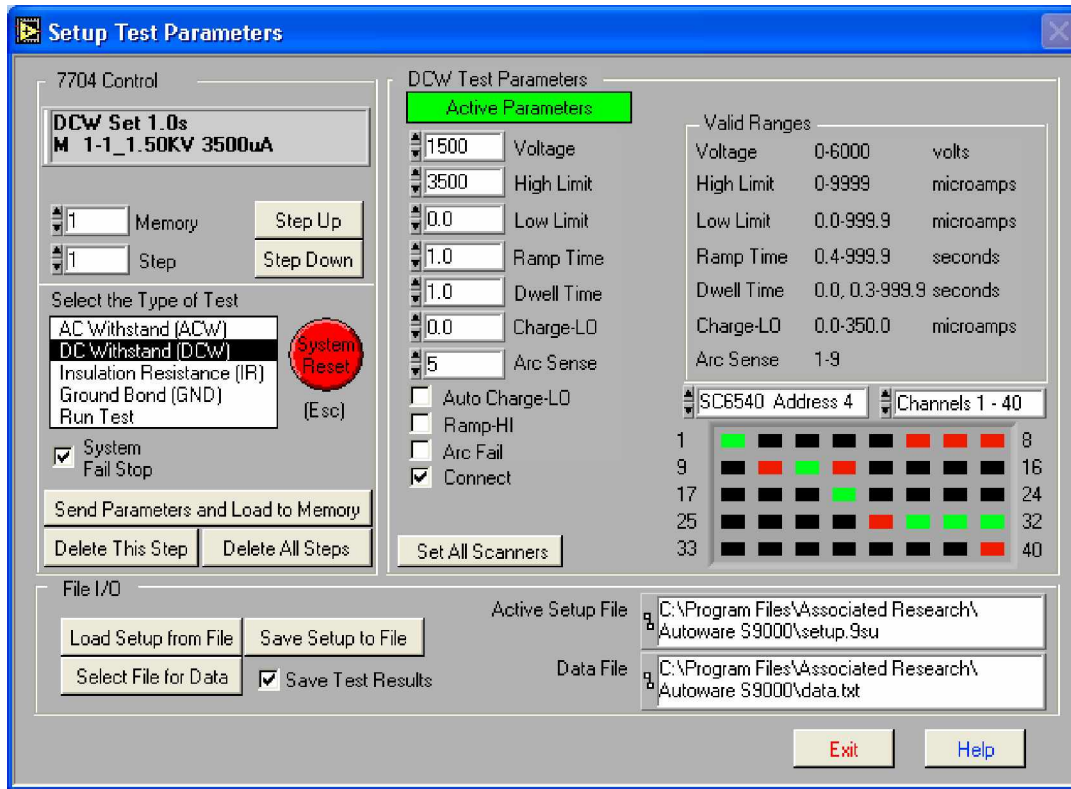 Setup Test Parameters
7704 Control
DCW Set 1.0s
M 1-1_1.50KV 3500uA
1 Memory Step Up
1 Step Step Down
Select the Type of Test
AC Withstand (ACW)
DC Withstand (DCW)
Insulation Resistance (IR)
Ground Bond (GND)
Run Test
System
Reset
(Esc)
System
Fail Stop
Send Parameters and Load to Memory
Delete This Step Delete All Steps
DCW Test Parameters
Active Parameters
1500 Voltage
3500 High Limit
0.0 Low Limit
1.0 Ramp Time
1.0 Dwell Time
0.0 Charge-LO
5 Arc Sense
Auto Charge-LO
Ramp-HI
Arc Fail
Connect
Set All Scanners
Valid Ranges
Voltage 0-6000 volts
High Limit 0-9999 microamps
Low Limit 0.0-999.9 microamps
Ramp Time 0.4-999.9 seconds
Dwell Time 0.0, 0.3-999.9 seconds
Charge-LO 0.0-350.0 microamps
Arc Sense 1-9
SC6540 Address 4 Channels 1 - 40
1 8
9 16
17 24
25 32
33 40
File I/O
Load Setup from File Save Setup to File
Select File for Data Save Test Results
Active Setup File C:\Program Files\Associated Research\
Autoware S9000\setup.9su
Data File C:\Program Files\Associated Research\
Autoware S9000\data.txt
Exit Help